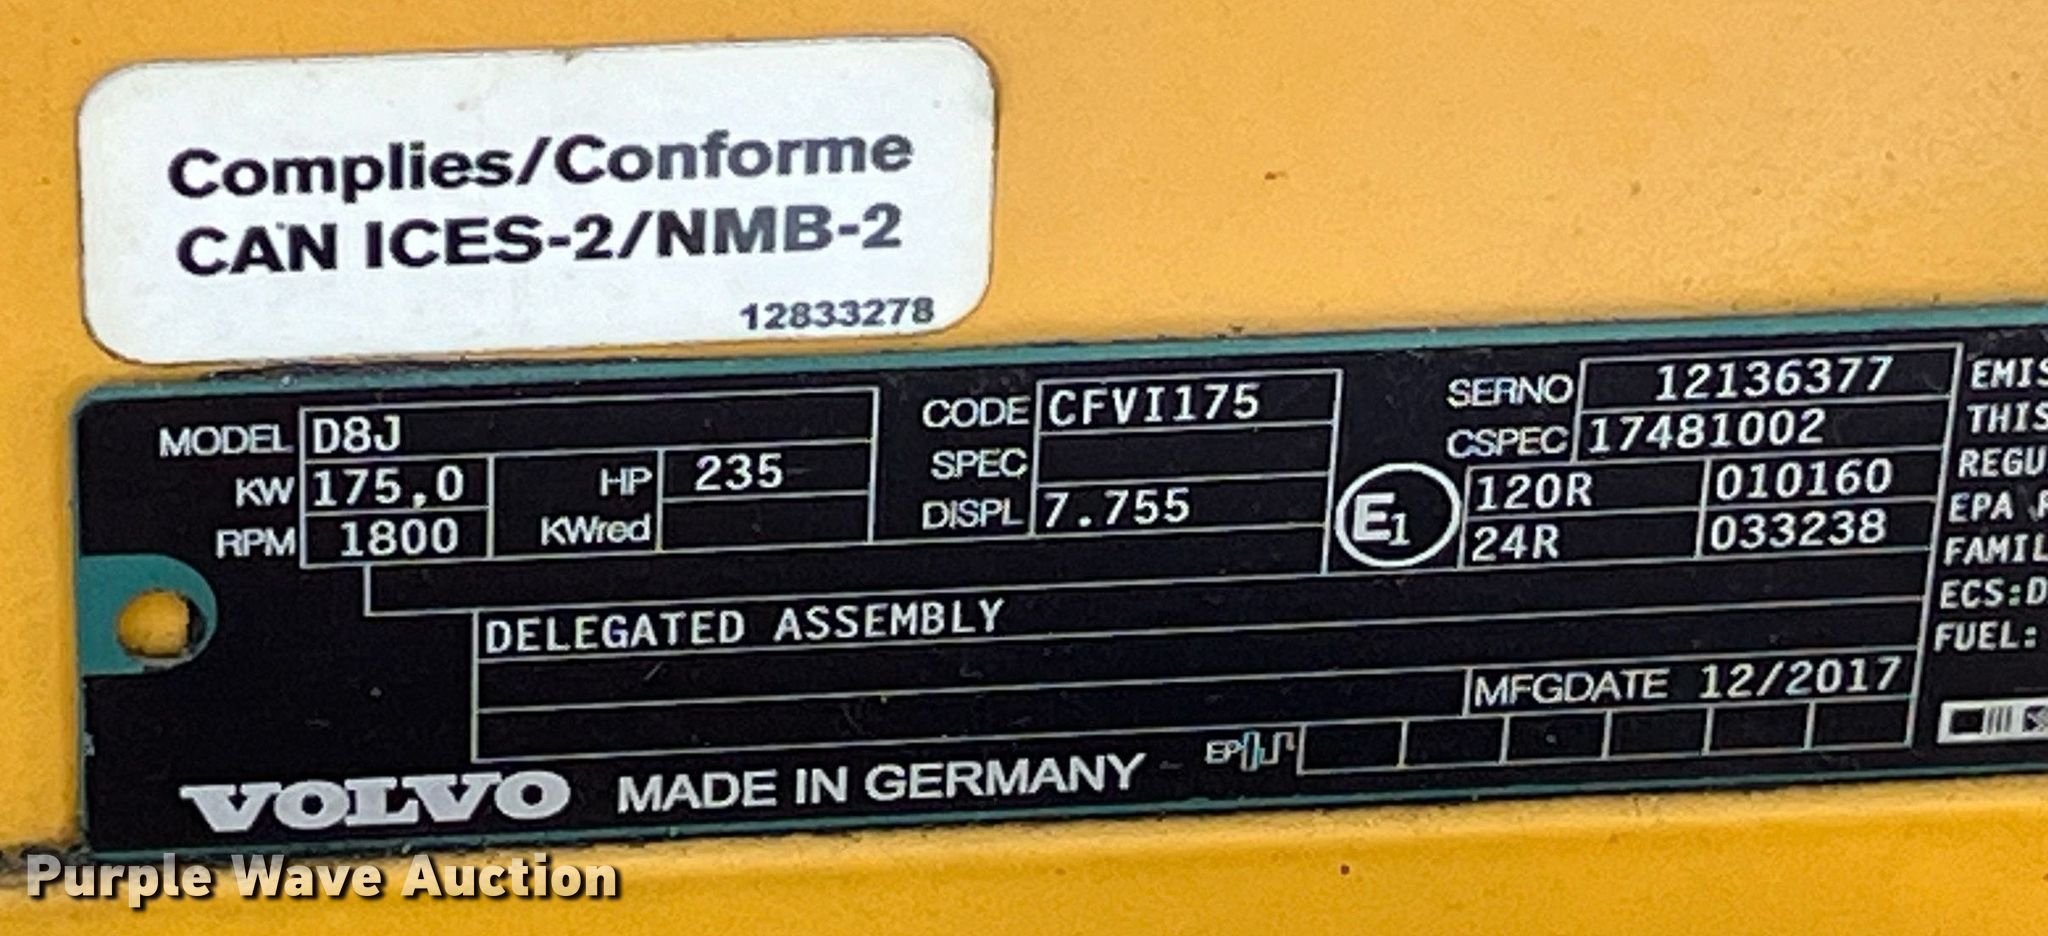 Complies/Conforme
CAN ICES-2/NMB-2
12833278
MODEL D8J
KW 175,0 HP 235
RPM 1800 KWred
CODE CFVI175
SPEC
DISPL 7.755
SERNO 12136377
CSPEC 17481002
E1 120R 010160
24R 033238
DELEGATED ASSEMBLY
MFGDATE 12/2017
EP
VOLVO MADE IN GERMANY
EMIS
THIS
REGU
EPA
FAMIL
ECS:D
FUEL:
Purple Wave Auction